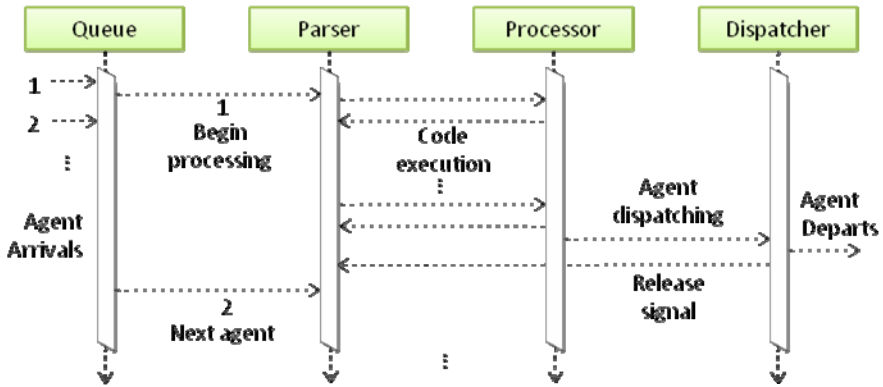 Queue
Parser
Processor
Dispatcher
1
2
⋮
Agent
Arrivals
1
Begin
processing
Code
execution
⋮
Agent
dispatching
Agent
Departs
Release
signal
2
Next agent
⋮